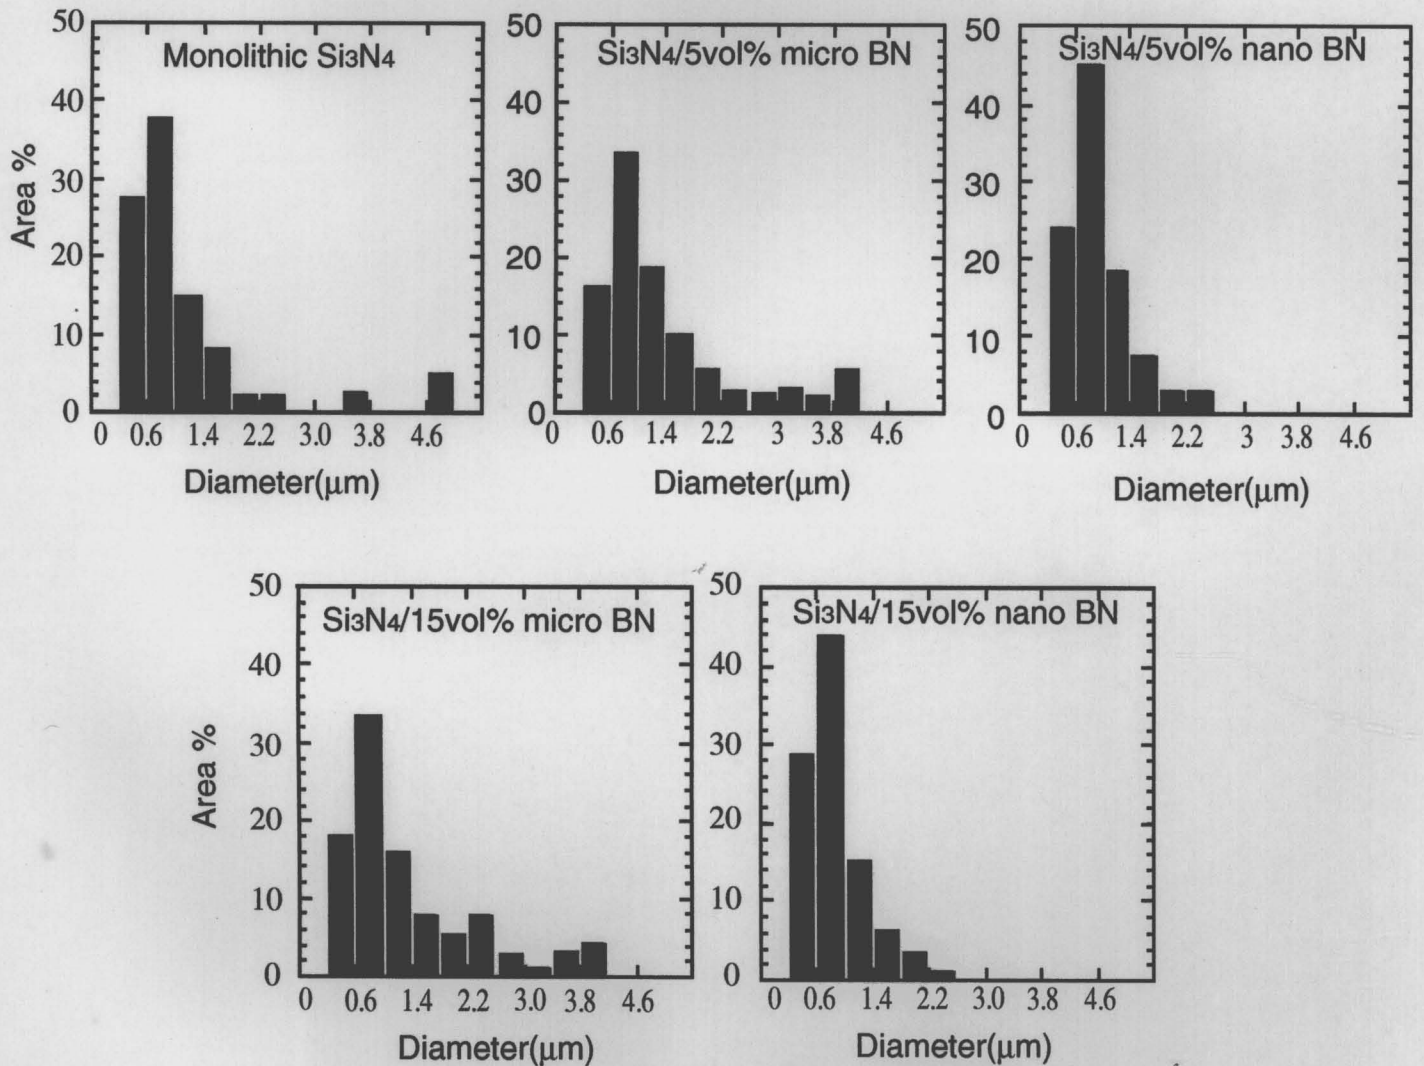 Monolithic Si3N4
50
40
30
20
10
0
Area %
0 0.6 1.4 2.2 3.0 3.8 4.6
Diameter(μm)
Si3N4/5vol% micro BN
50
40
30
20
10
0
0 0.6 1.4 2.2 3 3.8 4.6
Diameter(μm)
Si3N4/5vol% nano BN
50
40
30
20
10
0
0 0.6 1.4 2.2 3 3.8 4.6
Diameter(μm)
Si3N4/15vol% micro BN
50
40
30
20
10
0
Area %
0 0.6 1.4 2.2 3.0 3.8 4.6
Diameter(μm)
Si3N4/15vol% nano BN
50
40
30
20
10
0
0 0.6 1.4 2.2 3.0 3.8 4.6
Diameter(μm)